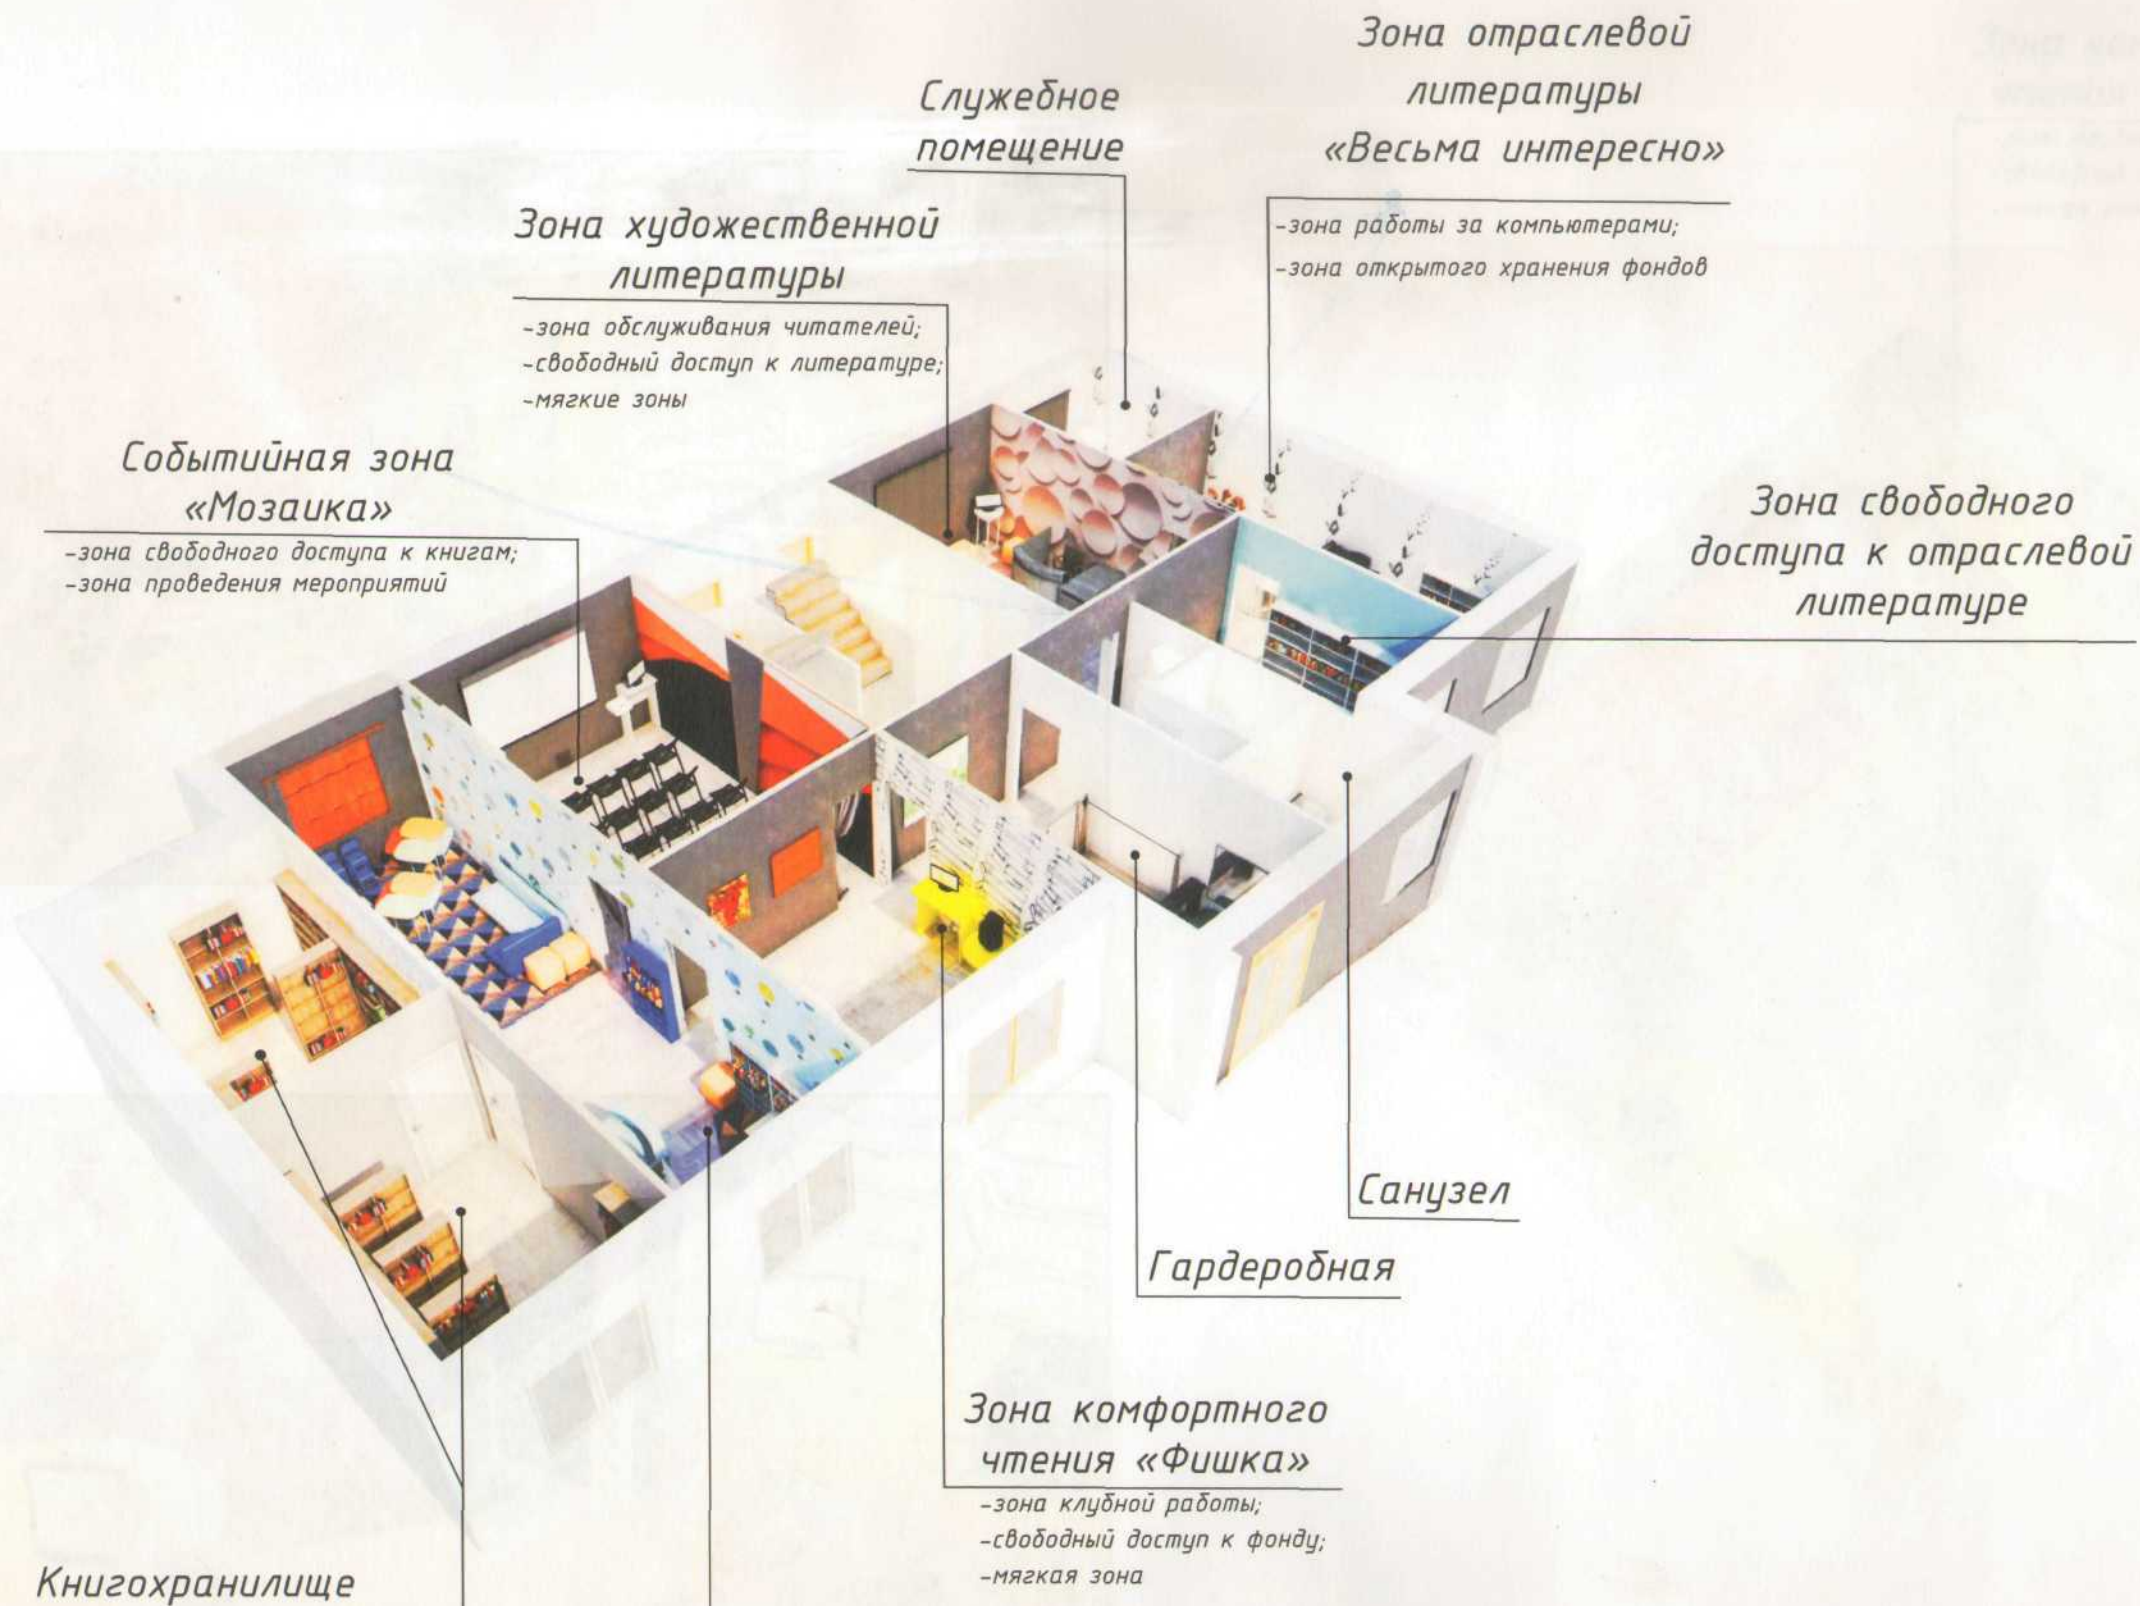 Зона отраслевой
литературы
«Весьма интересно»
-зона работы за компьютерами;
-зона открытого хранения фондов
Служебное
помещение
Зона художественной
литературы
-зона обслуживания читателей;
-свободный доступ к литературе;
-мягкие зоны
Событийная зона
«Мозаика»
-зона свободного доступа к книгам;
-зона проведения мероприятий
Зона свободного
доступа к отраслевой
литературе
Санузел
Гардеробная
Зона комфортного
чтения «Фишка»
-зона клубной работы;
-свободный доступ к фонду;
-мягкая зона
Книгохранилище